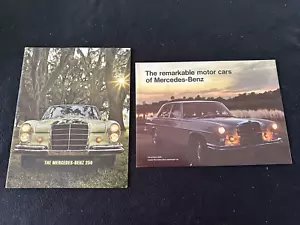 THE MERCEDES-BENZ 250
The remarkable motor cars
of Mercedes-Benz